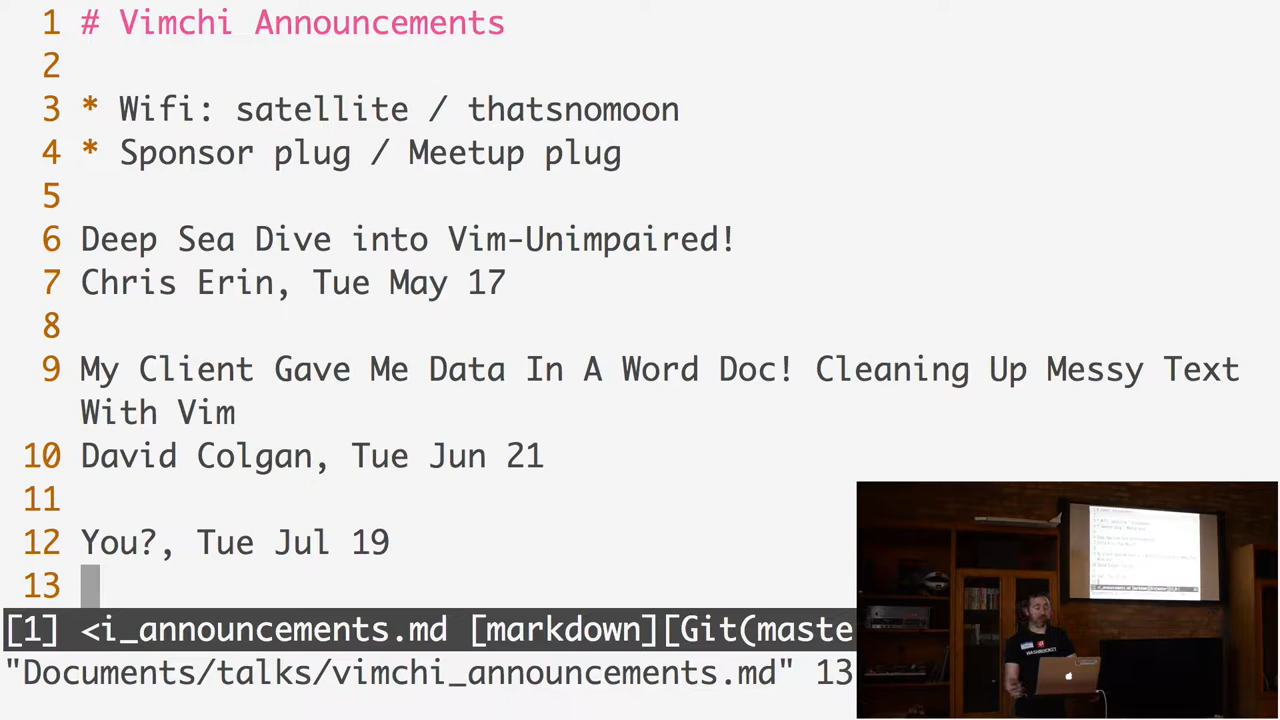 1 # Vimchi Announcements
2
3 * Wifi: satellite / thatsnomoon
4 * Sponsor plug / Meetup plug
5
6 Deep Sea Dive into Vim-Unimpaired!
7 Chris Erin, Tue May 17
8
9 My Client Gave Me Data In A Word Doc! Cleaning Up Messy Text
With Vim
10 David Colgan, Tue Jun 21
11
12 You?, Tue Jul 19
13
[1] <i_announcements.md [markdown][Git(maste
"Documents/talks/vimchi_announcements.md" 13
HASHROCKET